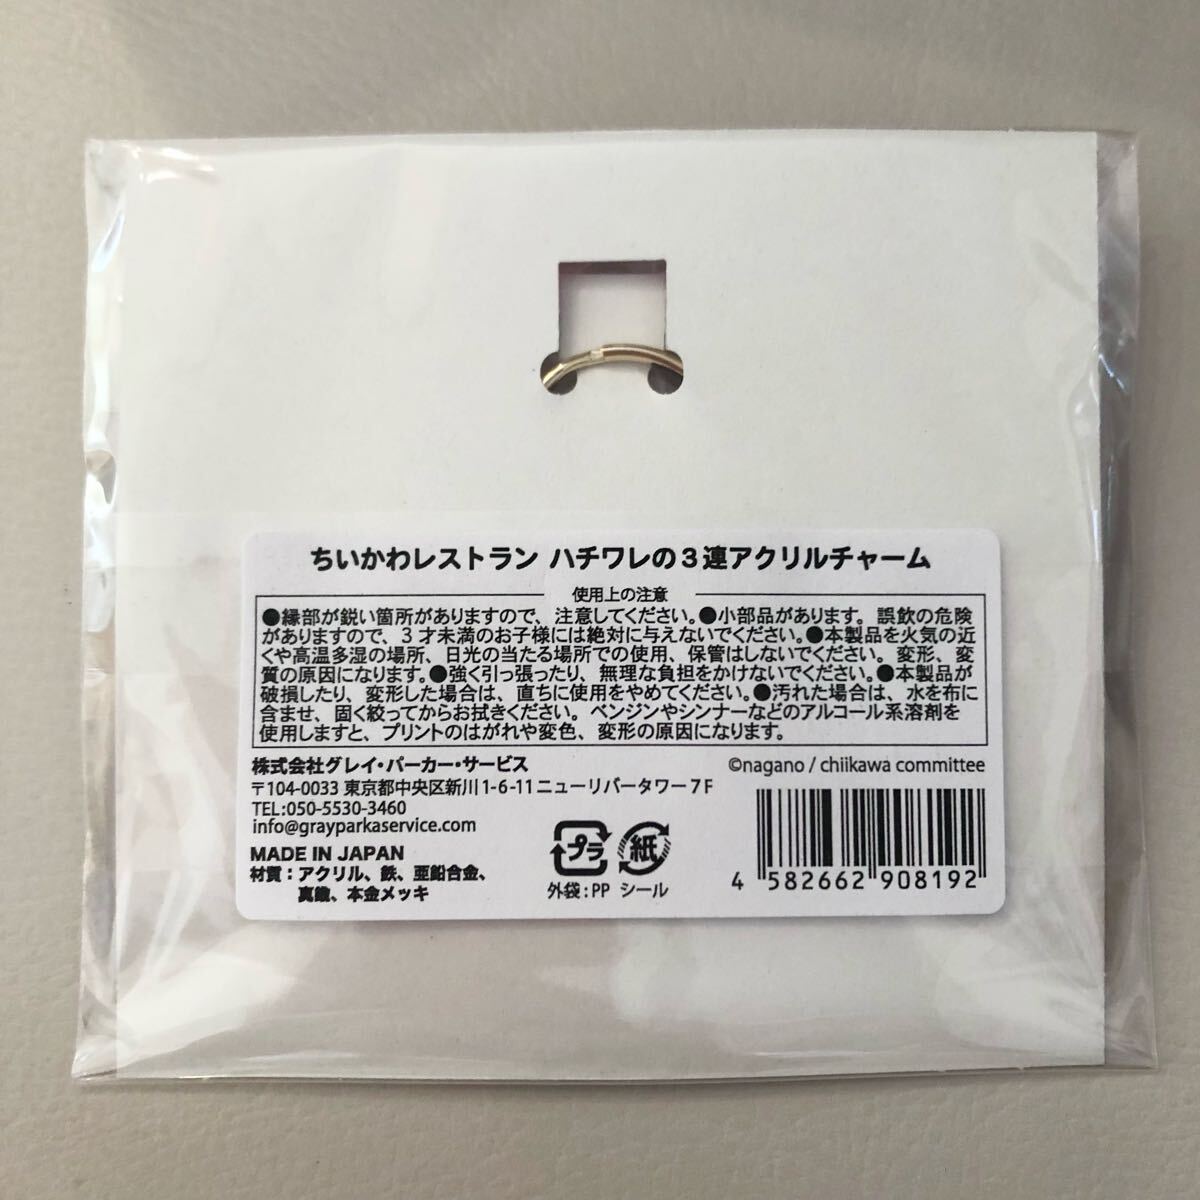 ちいかわレストラン ハチワレの3連アクリルチャーム
使用上の注意
●縁部が鋭い箇所がありますので、注意してください。●小部品があります。誤飲の危険
がありますので、3才未満のお子様には絶対に与えないでください。●本製品を火気の近
くや高温多湿の場所、日光の当たる場所での使用、保管はしないでください。変形、変
質の原因になります。●強く引っ張ったり、無理な負担をかけないでください。●本製品が
破損したり、変形した場合は、直ちに使用をやめてください。●汚れた場合は、水を布に
含ませ、固く絞ってからお拭きください。ベンジンやシンナーなどのアルコール系溶剤を
使用しますと、プリントのはがれや変色、変形の原因になります。
株式会社グレイ・パーカー・サービス
©nagano / chiikawa committee
〒104-0033 東京都中央区新川1-6-11ニューリバータワー7F
TEL:050-5530-3460
info@grayparkaservice.com
MADE IN JAPAN
材質:アクリル、鉄、亜鉛合金、
真鍮、本金メッキ
プラ
紙
外袋:PP シール
4 582662 908192